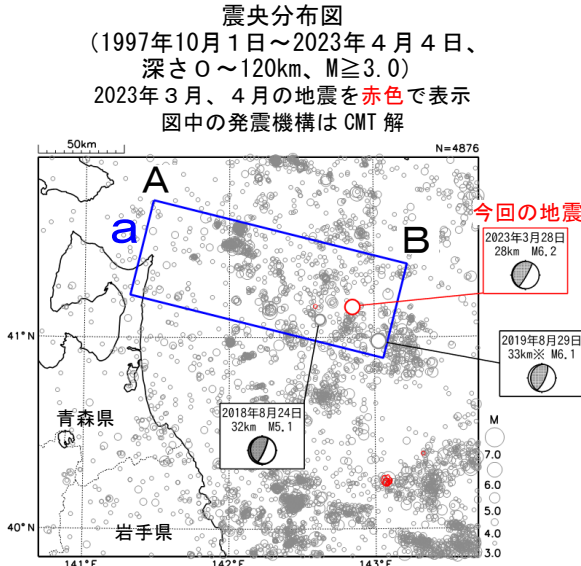 震央分布図
（1997年10月１日～2023年４月４日、
深さ０～120km、M≧3.0）
2023年３月、４月の地震を赤色で表示
図中の発震機構は CMT 解
50km
N=4876
A
a
B
今回の地震
2023年3月28日
28km M6.2
41°N
2019年8月29日
33km※ M6.1
2018年8月24日
32km M5.1
青森県
M
7.0
6.0
5.0
4.0
3.0
40°N
岩手県
141°E
142°E
143°E